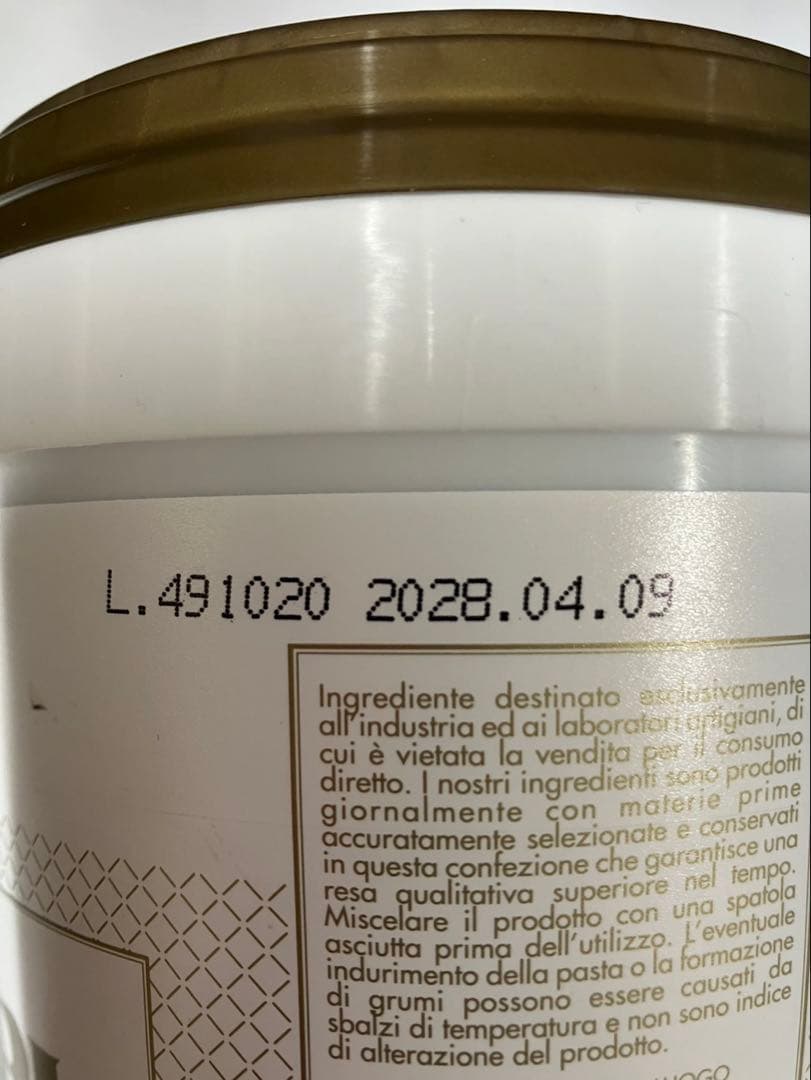 L.491020 2028.04.09
Ingrediente destinato esclusivamente
all'industria ed ai laboratori artigiani, di
cui è vietata la vendita per il consumo
diretto. I nostri ingredienti sono prodotti
giornalmente con materie prime
accuratamente selezionate e conservati
in questa confezione che garantisce una
resa qualitativa superiore nel tempo.
Miscelare il prodotto con una spatola
asciutta prima dell'utilizzo. L'eventuale
indurimento della pasta o la formazione
di grumi possono essere causati da
sbalzi di temperatura e non sono indice
di alterazione del prodotto.